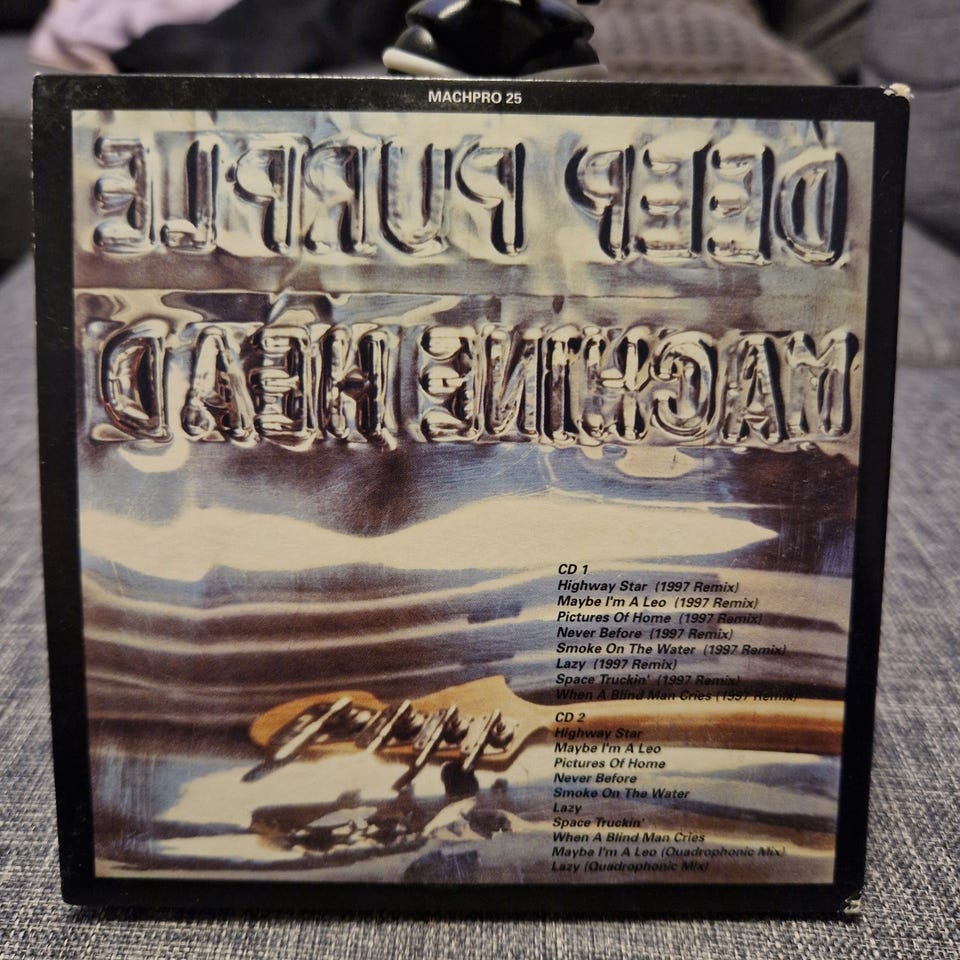 MACHPRO 25
DEEP PURPLE
MACHINE HEAD
CD 1
Highway Star (1997 Remix)
Maybe I'm A Leo (1997 Remix)
Pictures Of Home (1997 Remix)
Never Before (1997 Remix)
Smoke On The Water (1997 Remix)
Lazy (1997 Remix)
Space Truckin' (1997 Remix)
When A Blind Man Cries (1997 Remix)
CD 2
Highway Star
Maybe I'm A Leo
Pictures Of Home
Never Before
Smoke On The Water
Lazy
Space Truckin'
When A Blind Man Cries
Maybe I'm A Leo (Quadrophonic Mix)
Lazy (Quadrophonic Mix)